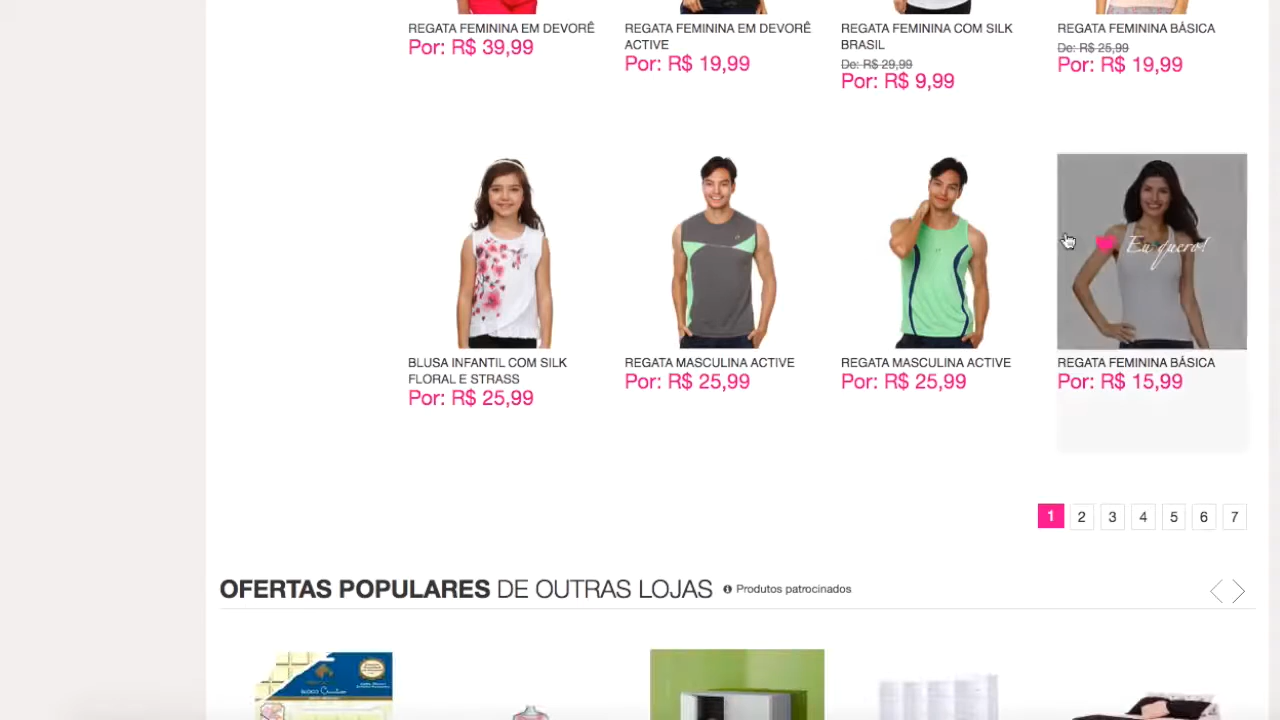 REGATA FEMININA EM DEVORÊ
Por: R$ 39,99
REGATA FEMININA EM DEVORÊ
ACTIVE
Por: R$ 19,99
REGATA FEMININA COM SILK
BRASIL
De: R$ 29,99
Por: R$ 9,99
REGATA FEMININA BÁSICA
De: R$ 25,99
Por: R$ 19,99
BLUSA INFANTIL COM SILK
FLORAL E STRASS
Por: R$ 25,99
REGATA MASCULINA ACTIVE
Por: R$ 25,99
REGATA MASCULINA ACTIVE
Por: R$ 25,99
Eu quero!
REGATA FEMININA BÁSICA
Por: R$ 15,99
1 2 3 4 5 6 7
OFERTAS POPULARES DE OUTRAS LOJAS Produtos patrocinados